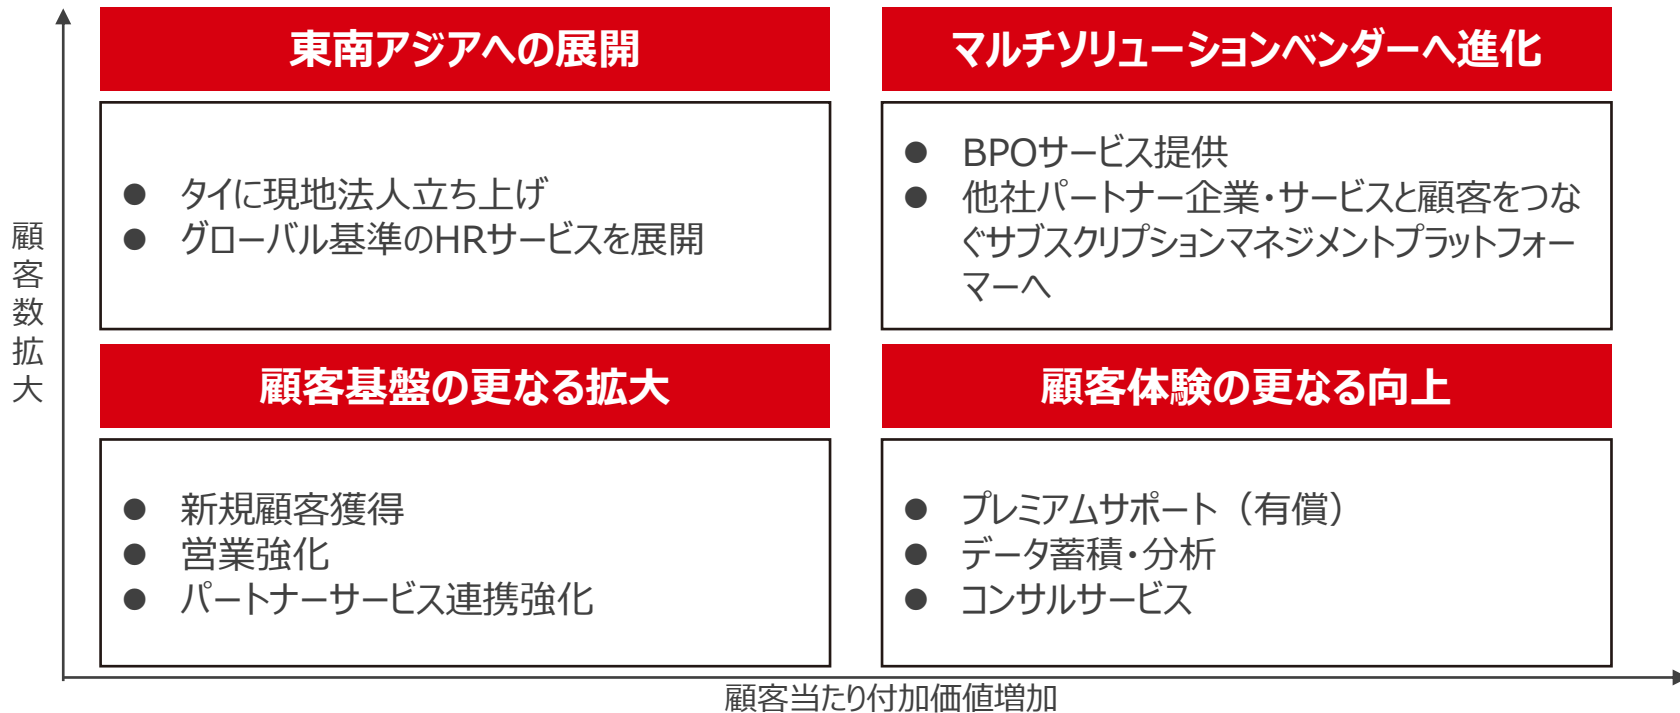 東南アジアへの展開
● タイに現地法人立ち上げ
● グローバル基準のHRサービスを展開
マルチソリューションベンダーへ進化
● BPOサービス提供
● 他社パートナー企業・サービスと顧客をつな
ぐサブスクリプションマネジメントプラットフォー
マーへ
顧客数拡大
顧客基盤の更なる拡大
● 新規顧客獲得
● 営業強化
● パートナーサービス連携強化
顧客体験の更なる向上
● プレミアムサポート（有償）
● データ蓄積・分析
● コンサルサービス
顧客当たり付加価値増加